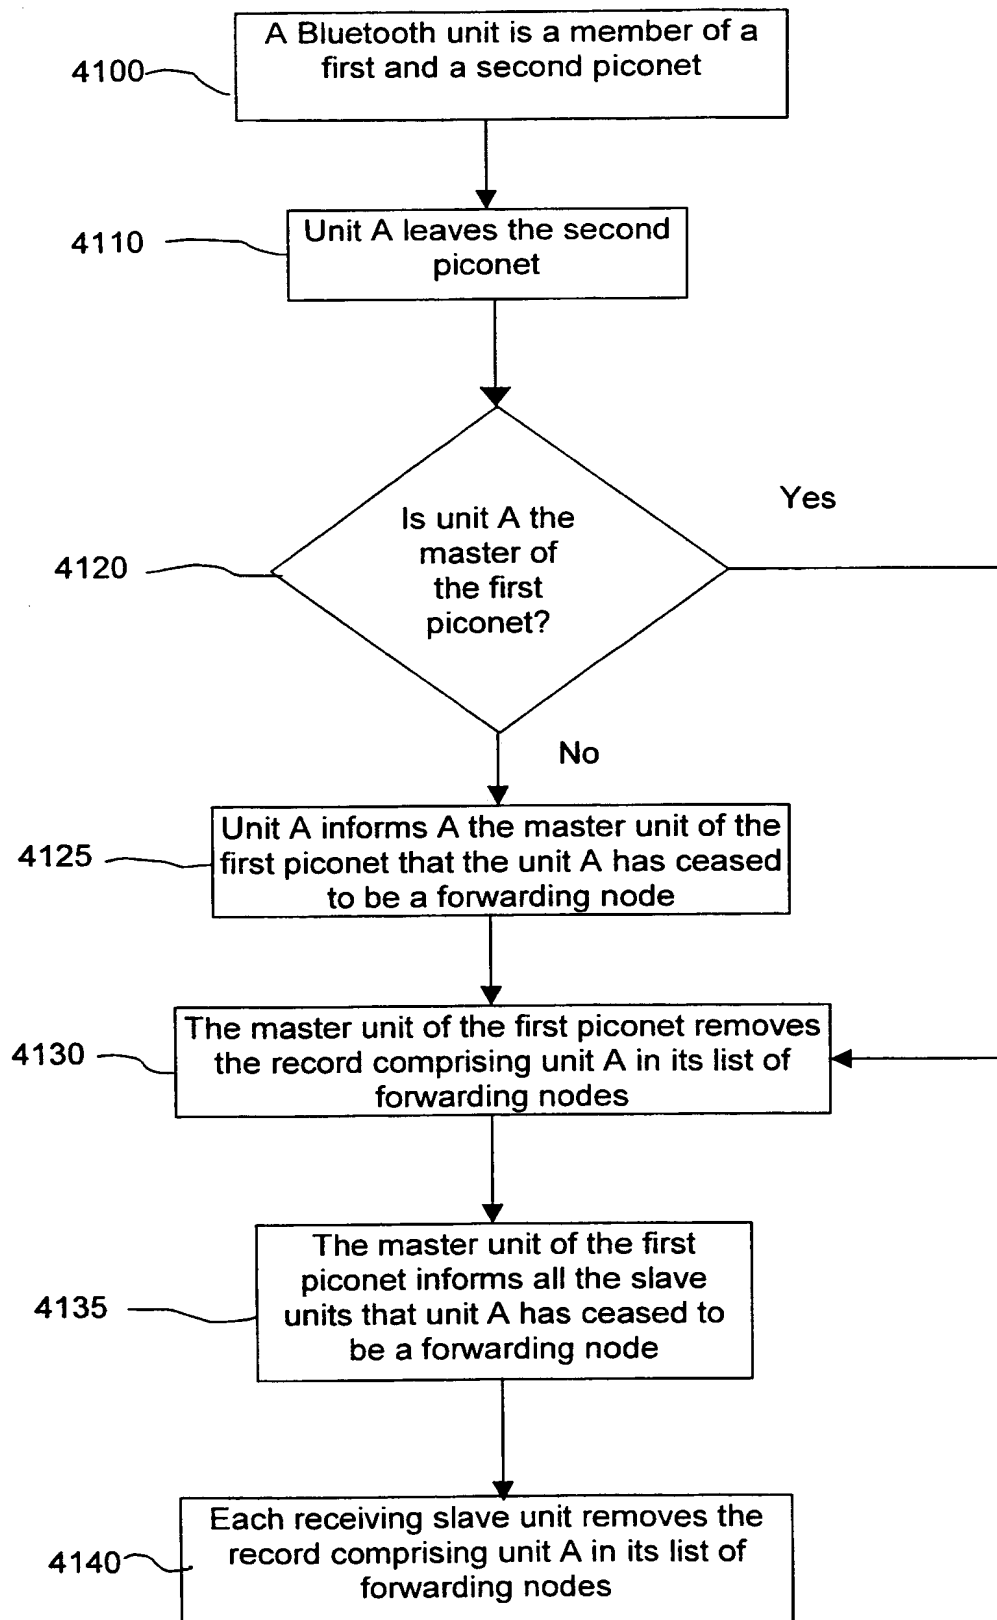 A Bluetooth unit is a member of a
first and a second piconet
4100
Unit A leaves the second
piconet
4110
Is unit A the
master of
the first
piconet?
4120
Yes
No
Unit A informs A the master unit of the
first piconet that the unit A has ceased
to be a forwarding node
4125
The master unit of the first piconet removes
the record comprising unit A in its list of
forwarding nodes
4130
The master unit of the first
piconet informs all the slave
units that unit A has ceased to
be a forwarding node
4135
Each receiving slave unit removes the
record comprising unit A in its list of
forwarding nodes
4140